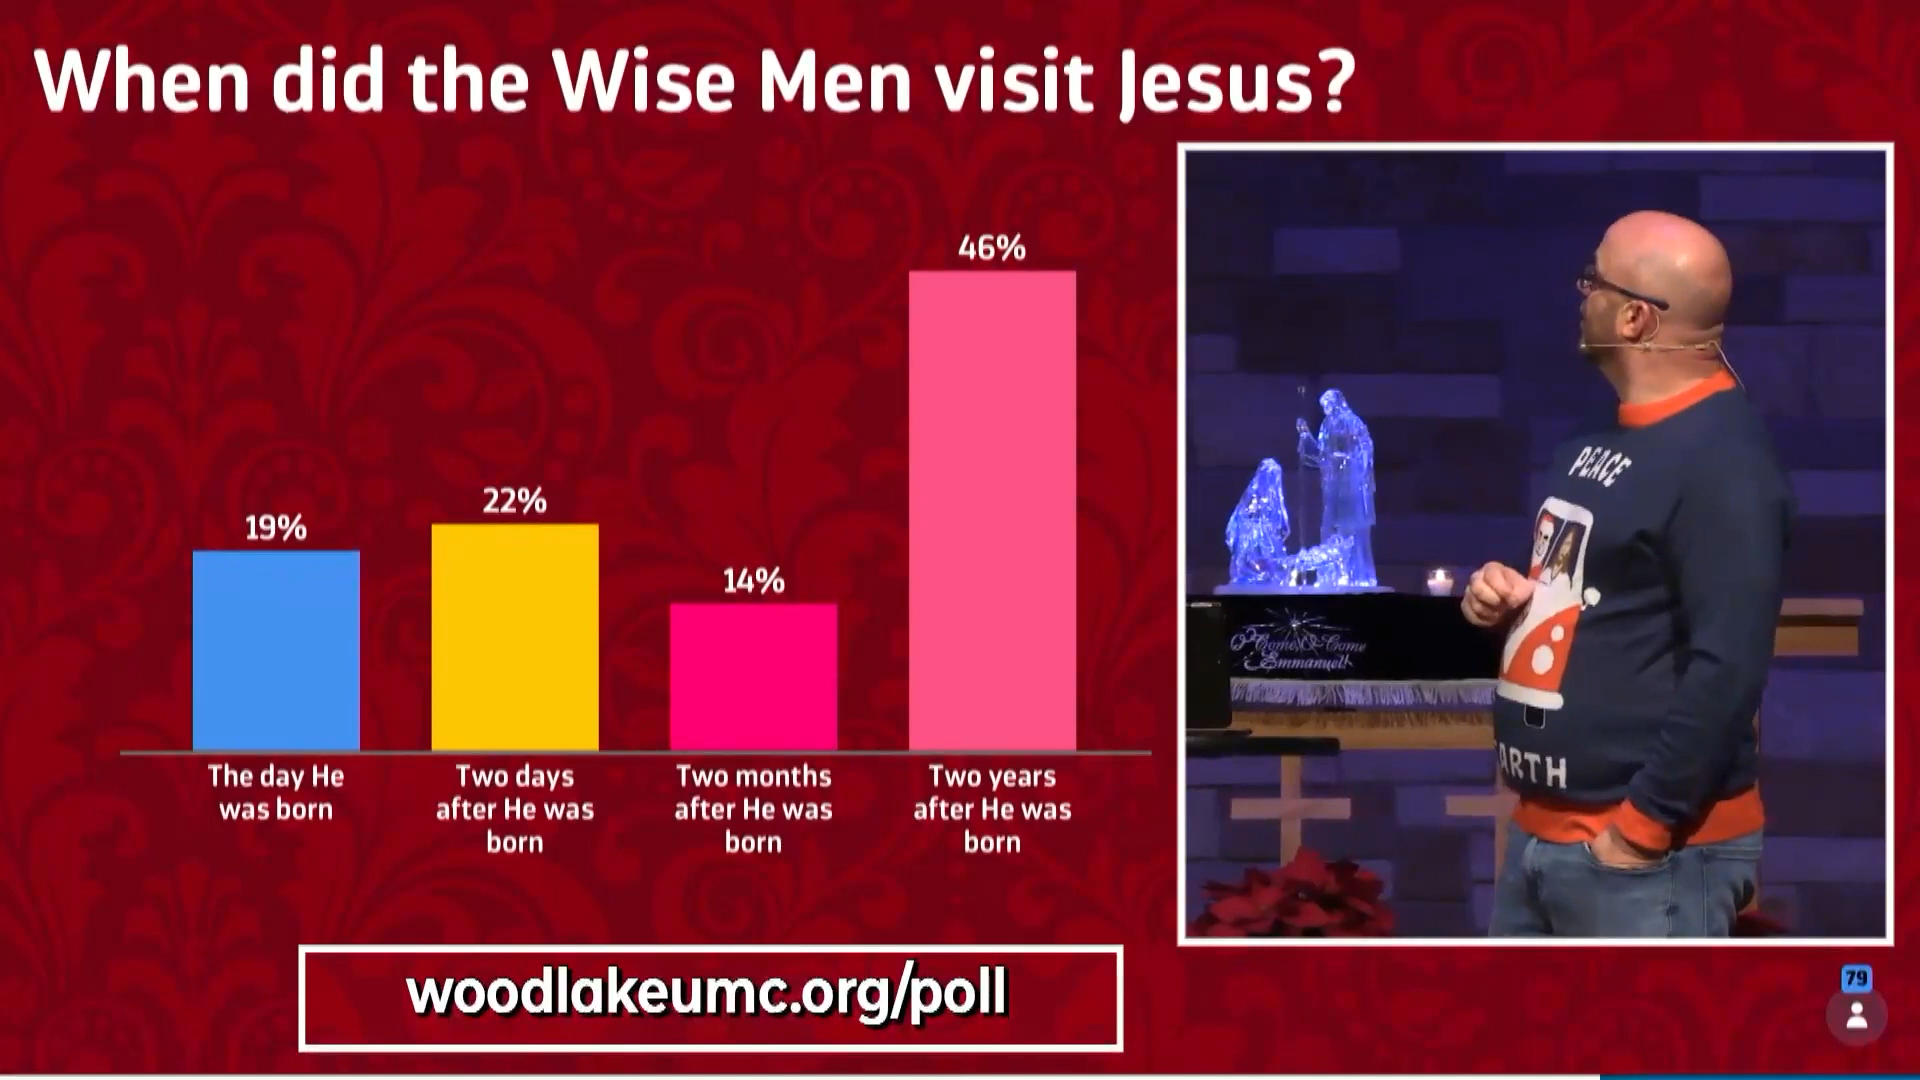 When did the Wise Men visit Jesus?
46%
22%
19%
14%
The day He
was born
Two days
after He was
born
Two months
after He was
born
Two years
after He was
born
PEACE
ARTH
O Come, O Come
Emmanuel!
woodlakeumc.org/poll
79